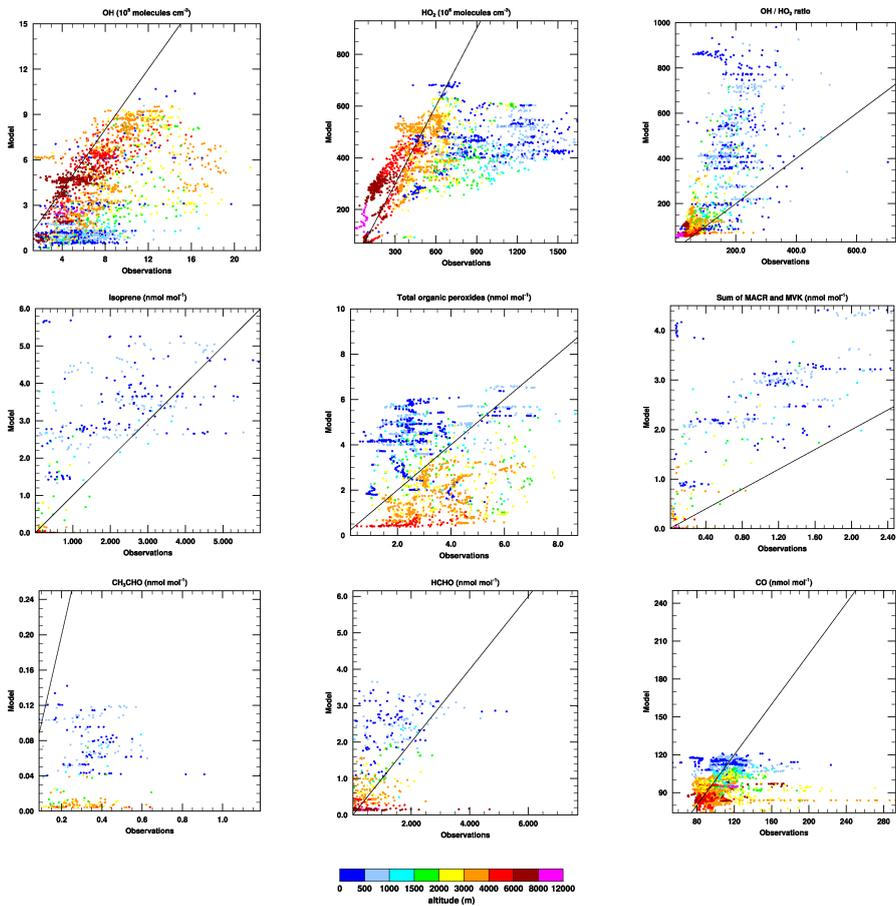 OH (10⁶ molecules cm⁻³)
15
12
9
6
3
0
Model
4 8 12 16 20
Observations
HO₂ (10⁶ molecules cm⁻³)
800
600
400
200
Model
300 600 900 1200 1500
Observations
OH / HO₂ ratio
1000
800
600
400
200
Model
200.0 400.0 600.0
Observations
Isoprene (nmol mol⁻¹)
6.0
5.0
4.0
3.0
2.0
1.0
0.0
Model
1.000 2.000 3.000 4.000 5.000
Observations
Total organic peroxides (nmol mol⁻¹)
10
8
6
4
2
0
Model
2.0 4.0 6.0 8.0
Observations
Sum of MACR and MVK (nmol mol⁻¹)
4.0
3.0
2.0
1.0
0.0
Model
0.40 0.80 1.20 1.60 2.00 2.40
Observations
CH₃CHO (nmol mol⁻¹)
0.24
0.20
0.16
0.12
0.08
0.04
0.0
Model
0.2 0.4 0.6 0.8 1.0
Observations
HCHO (nmol mol⁻¹)
6.0
5.0
4.0
3.0
2.0
1.0
0.0
Model
2.000 4.000 6.000
Observations
CO (nmol mol⁻¹)
240
210
180
150
120
90
Model
80 120 160 200 240 280
Observations
0 500 1000 1500 2000 3000 4000 6000 8000 12000
altitude (m)